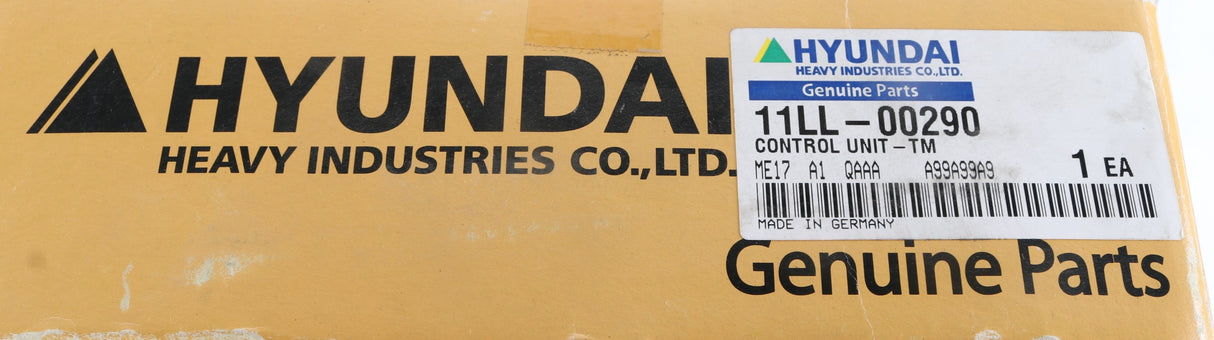 HYUNDAI
HEAVY INDUSTRIES CO.,LTD.
HYUNDAI
HEAVY INDUSTRIES CO.,LTD.
Genuine Parts
11LL-00290
CONTROL UNIT-TM
ME17 A1 QAAA A99A99A9
1 EA
MADE IN GERMANY
Genuine Parts